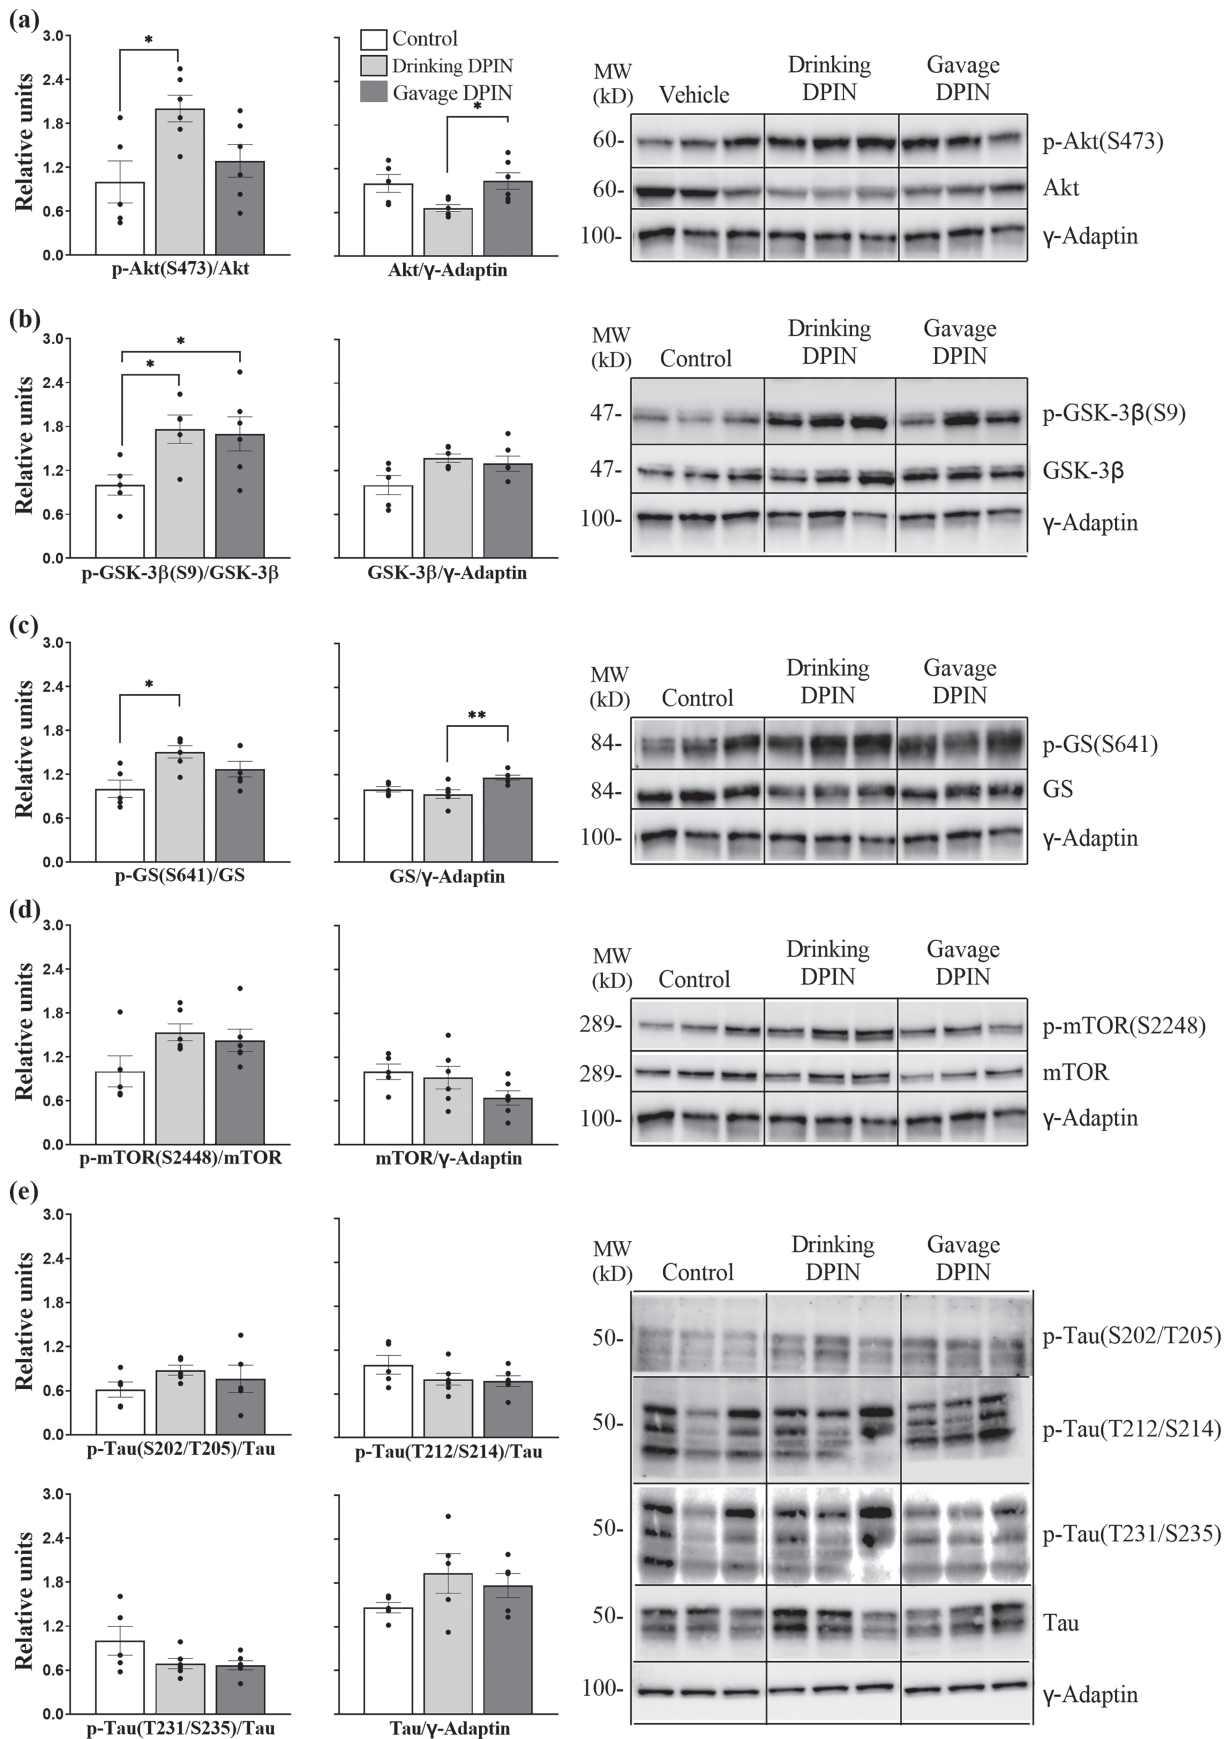 (a)
3.0
2.4
1.8
1.2
0.6
0.0
Relative units
*
p-Akt(S473)/Akt
Control
Drinking DPIN
Gavage DPIN
*
Akt/γ-Adaptin
MW
(kD)
Vehicle
Drinking
DPIN
Gavage
DPIN
60-
p-Akt(S473)
60-
Akt
100-
γ-Adaptin
(b)
3.0
2.4
1.8
1.2
0.6
0.0
Relative units
*
*
p-GSK-3β(S9)/GSK-3β
GSK-3β/γ-Adaptin
MW
(kD)
Control
Drinking
DPIN
Gavage
DPIN
47-
p-GSK-3β(S9)
47-
GSK-3β
100-
γ-Adaptin
(c)
3.0
2.4
1.8
1.2
0.6
0.0
Relative units
*
p-GS(S641)/GS
**
GS/γ-Adaptin
MW
(kD)
Control
Drinking
DPIN
Gavage
DPIN
84-
p-GS(S641)
84-
GS
100-
γ-Adaptin
(d)
3.0
2.4
1.8
1.2
0.6
0.0
Relative units
p-mTOR(S2448)/mTOR
mTOR/γ-Adaptin
MW
(kD)
Control
Drinking
DPIN
Gavage
DPIN
289-
p-mTOR(S2248)
289-
mTOR
100-
γ-Adaptin
(e)
3.0
2.4
1.8
1.2
0.6
0.0
Relative units
p-Tau(S202/T205)/Tau
p-Tau(T212/S214)/Tau
3.0
2.4
1.8
1.2
0.6
0.0
Relative units
p-Tau(T231/S235)/Tau
Tau/γ-Adaptin
MW
(kD)
Control
Drinking
DPIN
Gavage
DPIN
50-
p-Tau(S202/T205)
50-
p-Tau(T212/S214)
50-
p-Tau(T231/S235)
50-
Tau
100-
γ-Adaptin